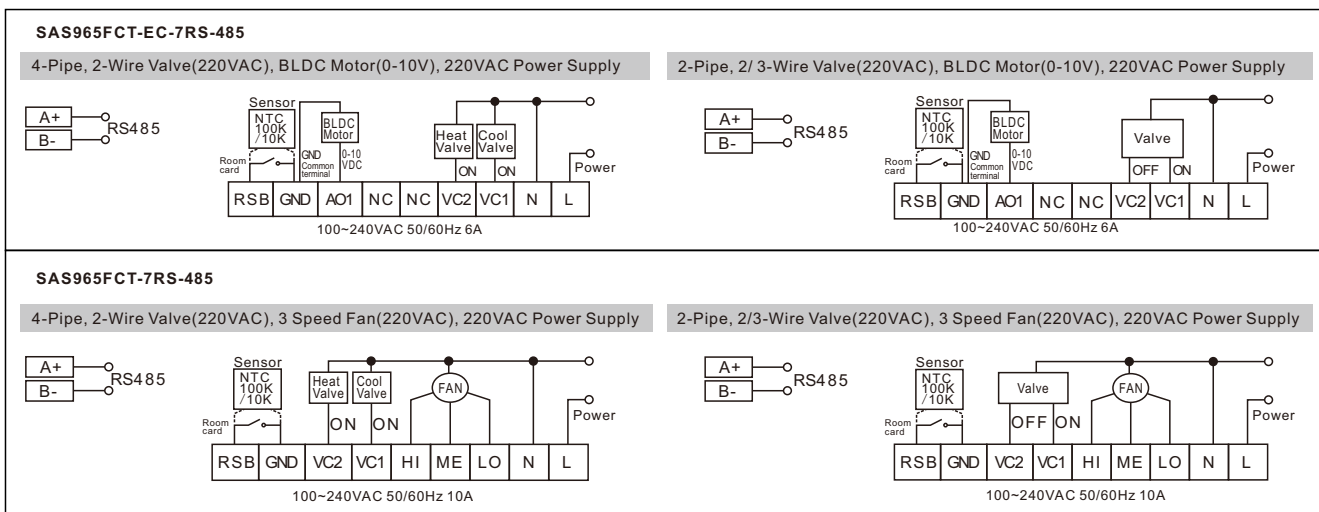 SAS965FCT-EC-7RS-485
4-Pipe, 2-Wire Valve(220VAC), BLDC Motor(0-10V), 220VAC Power Supply
A+
B-
RS485
Sensor
NTC
100K
/10K
Room
card
GND
Common
terminal
BLDC
Motor
0-10
VDC
Heat
Valve
Cool
Valve
ON ON
Power
RSB GND AO1 NC NC VC2 VC1 N L
100~240VAC 50/60Hz 6A
2-Pipe, 2/ 3-Wire Valve(220VAC), BLDC Motor(0-10V), 220VAC Power Supply
A+
B-
RS485
Sensor
NTC
100K
/10K
Room
card
GND
Common
terminal
BLDC
Motor
0-10
VDC
Valve
OFF ON
Power
RSB GND AO1 NC NC VC2 VC1 N L
100~240VAC 50/60Hz 6A
SAS965FCT-7RS-485
4-Pipe, 2-Wire Valve(220VAC), 3 Speed Fan(220VAC), 220VAC Power Supply
A+
B-
RS485
Sensor
NTC
100K
/10K
Room
card
Heat
Valve
Cool
Valve
ON ON
FAN
Power
RSB GND VC2 VC1 HI ME LO N L
100~240VAC 50/60Hz 10A
2-Pipe, 2/3-Wire Valve(220VAC), 3 Speed Fan(220VAC), 220VAC Power Supply
A+
B-
RS485
Sensor
NTC
100K
/10K
Room
card
Valve
OFF ON
FAN
Power
RSB GND VC2 VC1 HI ME LO N L
100~240VAC 50/60Hz 10A